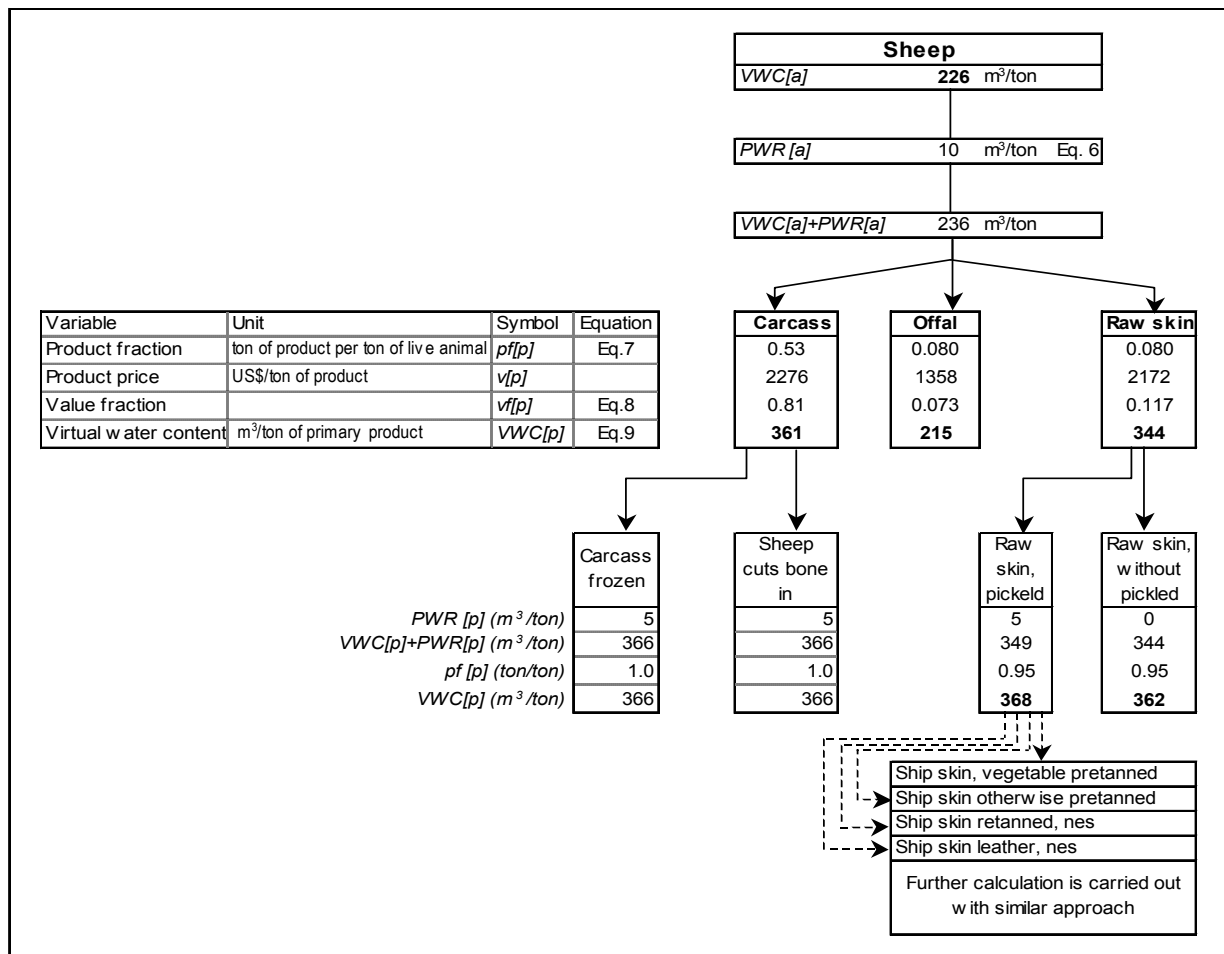 Sheep
VWC[a] 226 m³/ton
PWR [a] 10 m³/ton Eq. 6
VWC[a]+PWR[a] 236 m³/ton
Variable Unit Symbol Equation
Product fraction ton of product per ton of live animal pf[p] Eq.7
Product price US$/ton of product v[p]
Value fraction vf[p] Eq.8
Virtual water content m³/ton of primary product VWC[p] Eq.9
Carcass
0.53
2276
0.81
361
Offal
0.080
1358
0.073
215
Raw skin
0.080
2172
0.117
344
Carcass
frozen
Sheep
cuts bone
in
Raw
skin,
pickeld
Raw skin,
without
pickled
PWR [p] (m³/ton) 5 5 5 0
VWC[p]+PWR[p] (m³/ton) 366 366 349 344
pf [p] (ton/ton) 1.0 1.0 0.95 0.95
VWC[p] (m³/ton) 366 366 368 362
Ship skin, vegetable pretanned
Ship skin otherwise pretanned
Ship skin retanned, nes
Ship skin leather, nes
Further calculation is carried out
with similar approach